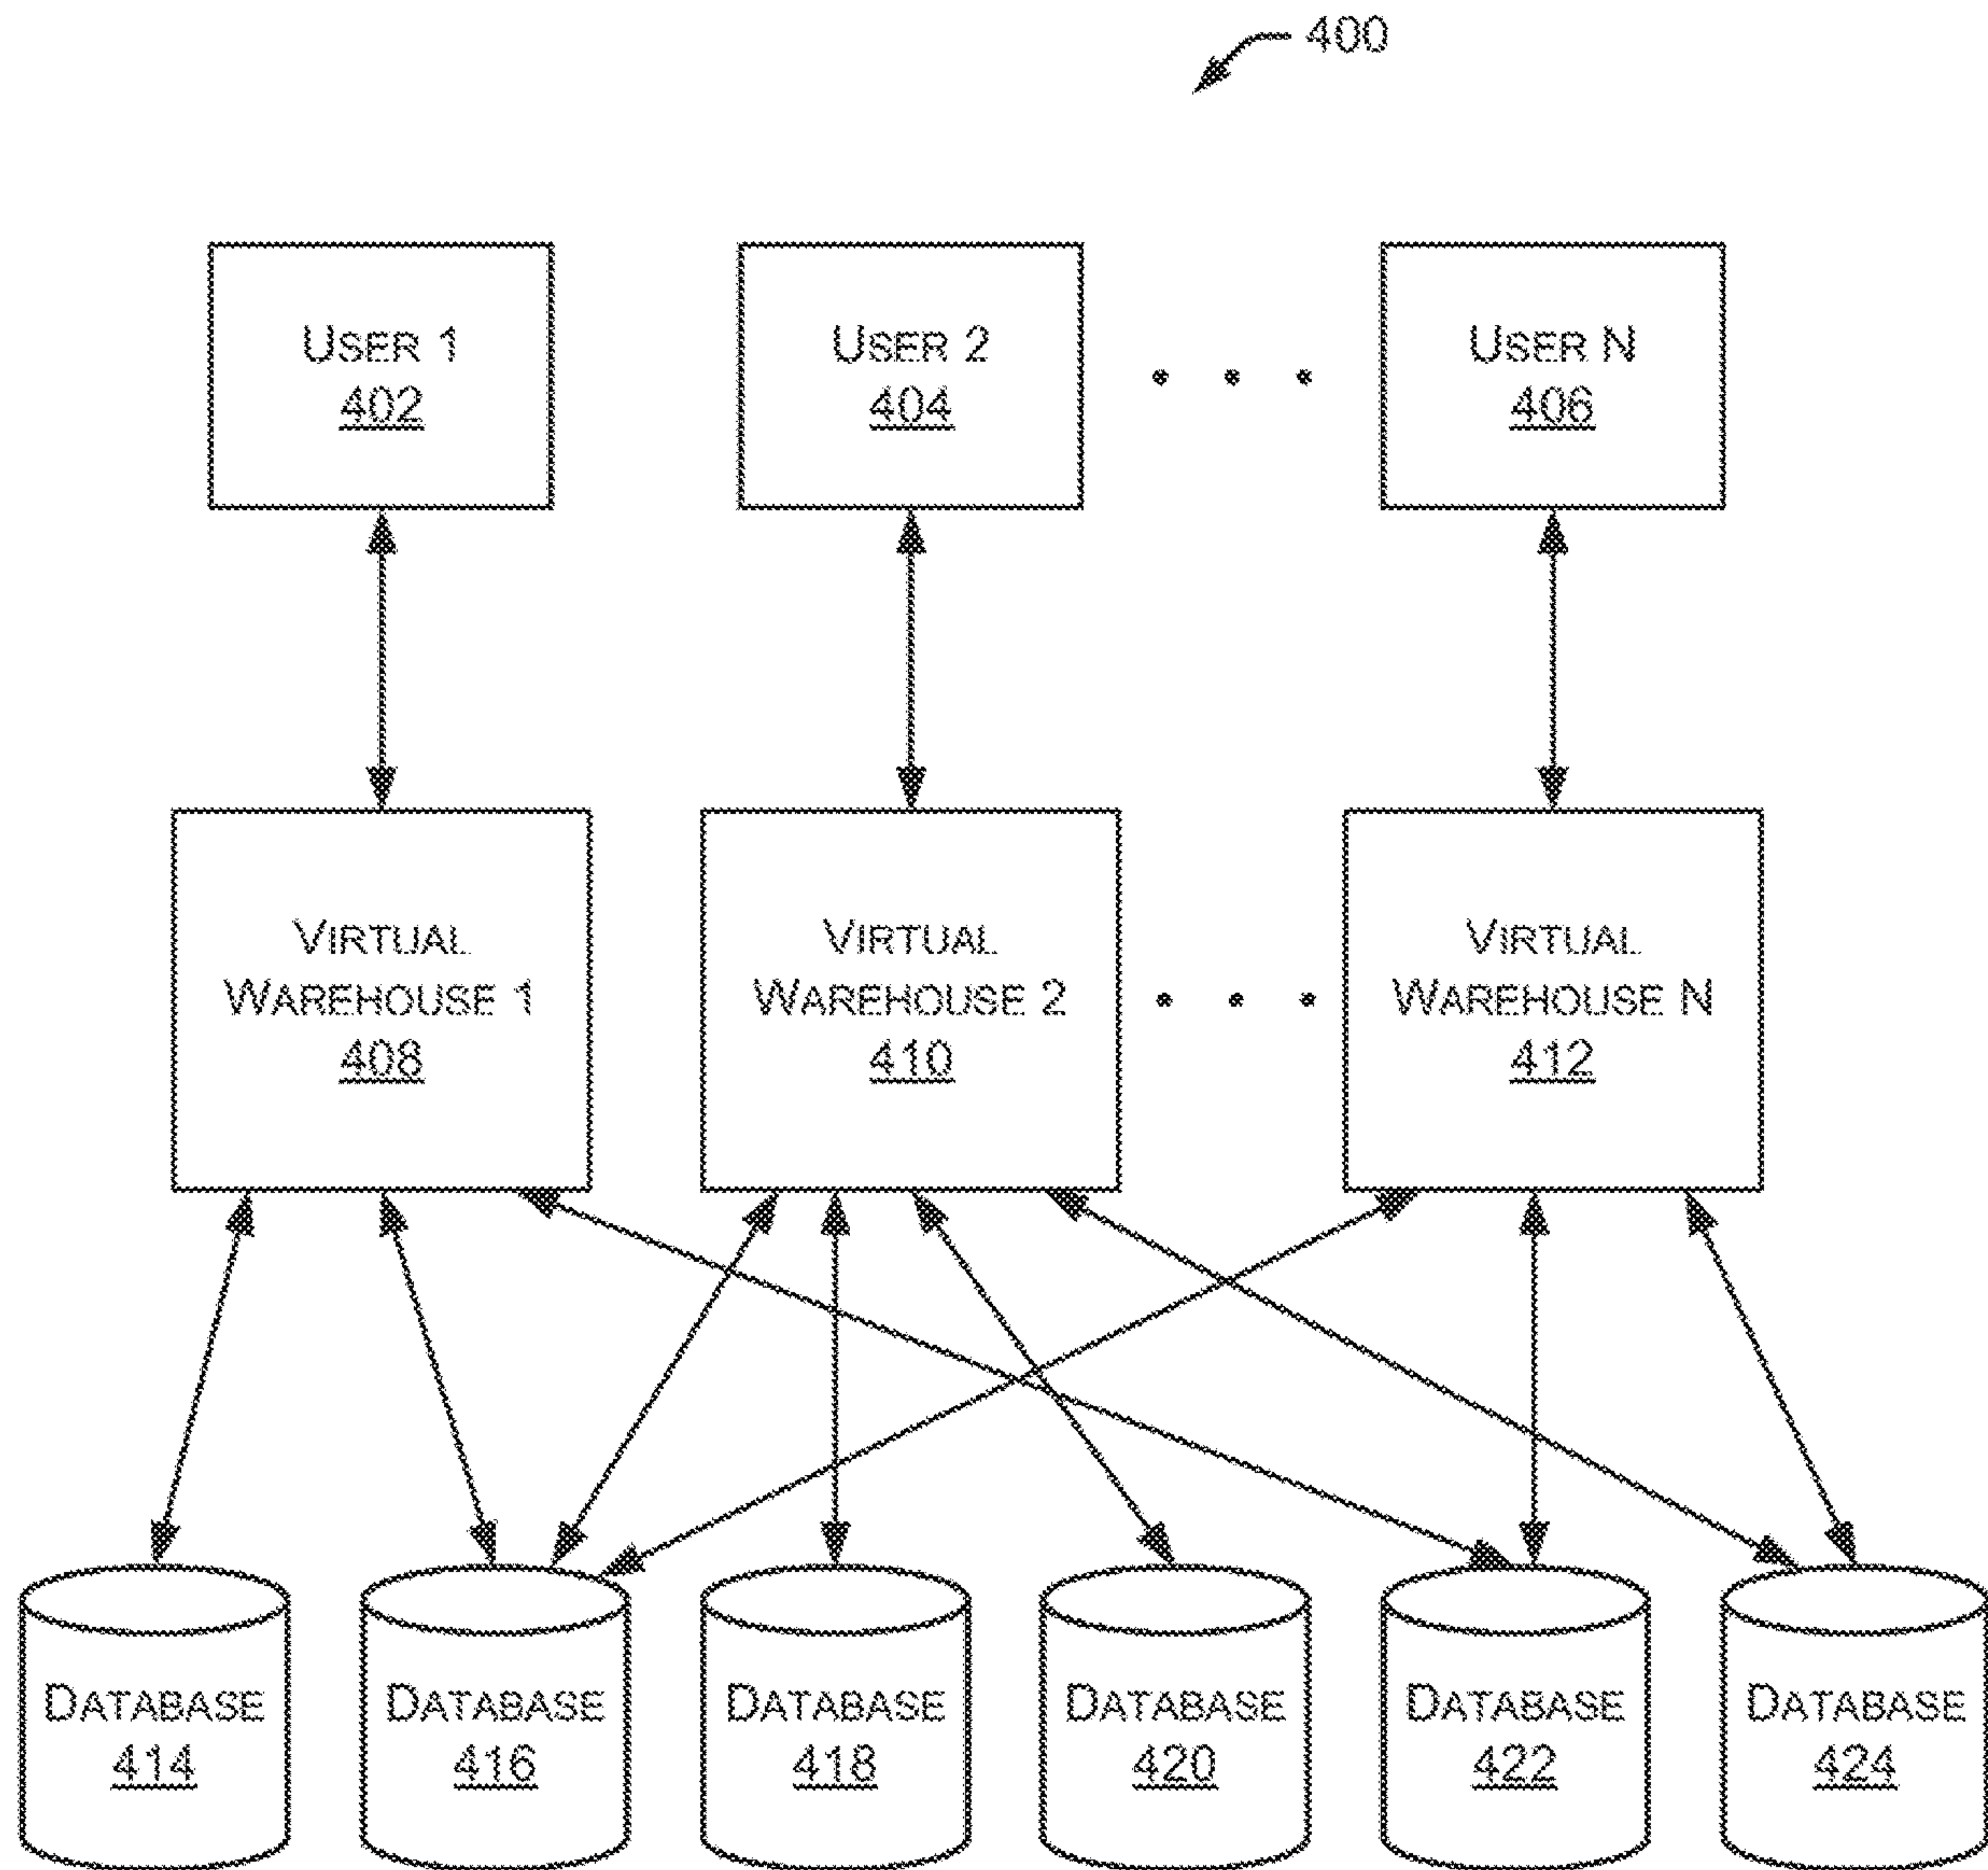 400
USER 1
402
USER 2
404
USER N
406
VIRTUAL
WAREHOUSE 1
408
VIRTUAL
WAREHOUSE 2
410
VIRTUAL
WAREHOUSE N
412
DATABASE
414
DATABASE
416
DATABASE
418
DATABASE
420
DATABASE
422
DATABASE
424